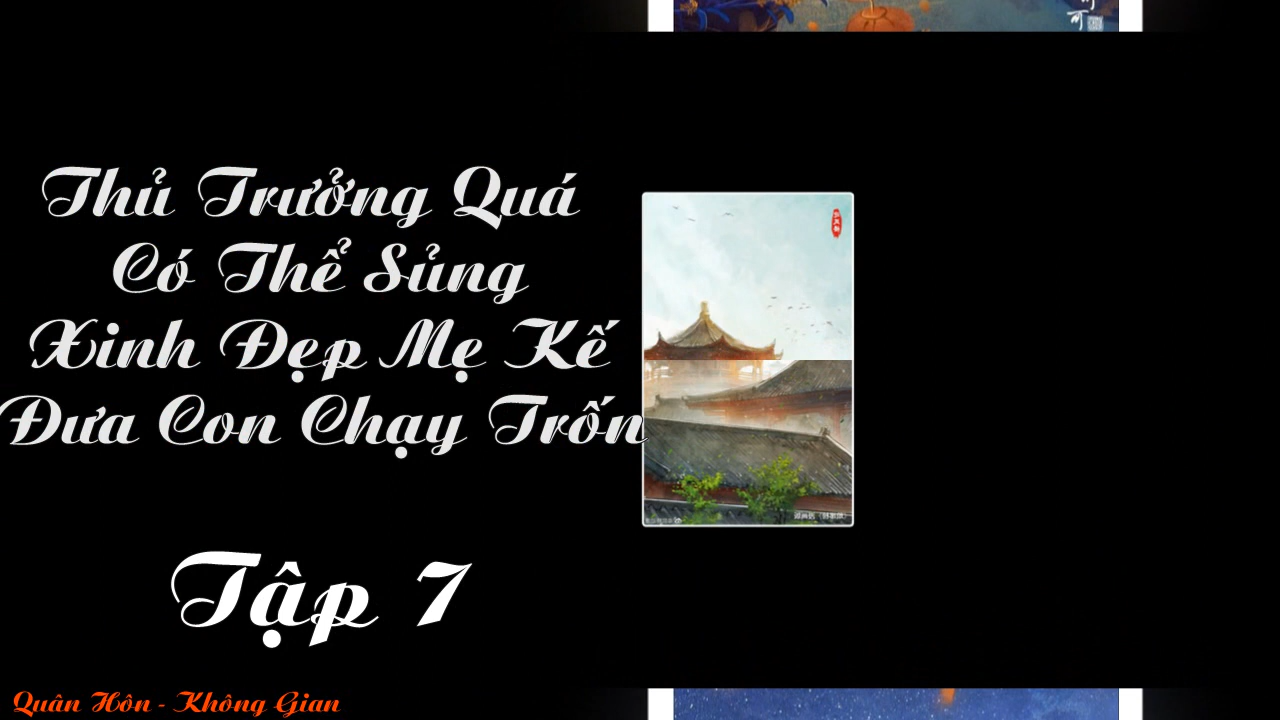 Thủ Trưởng Quá
Có Thể Sủng
Xinh Đẹp Mẹ Kế
Đưa Con Chạy Trốn
Tập 7
Quân Hôn - Không Gian